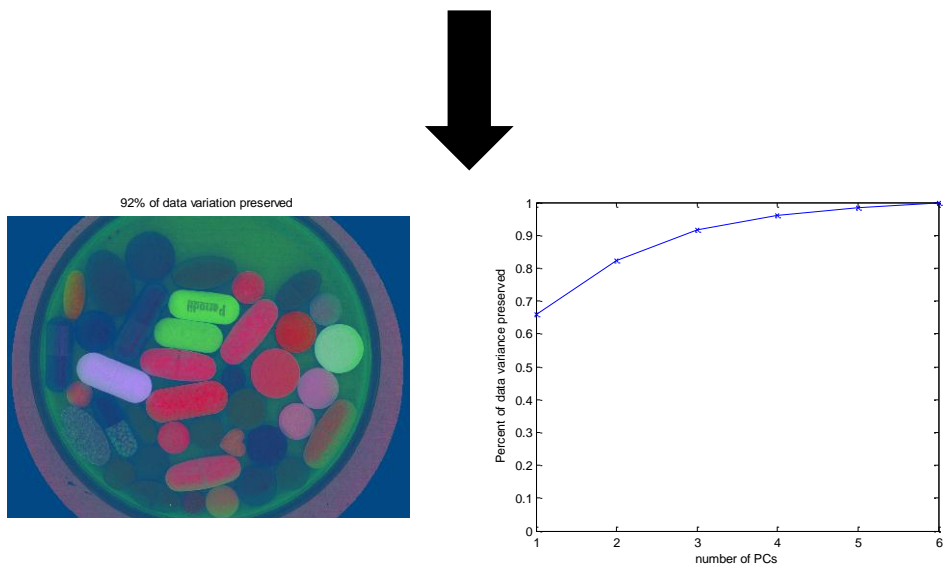 92% of data variation preserved
Percent of data variance preserved
1
0.9
0.8
0.7
0.6
0.5
0.4
0.3
0.2
0.1
0
1 2 3 4 5 6
number of PCs